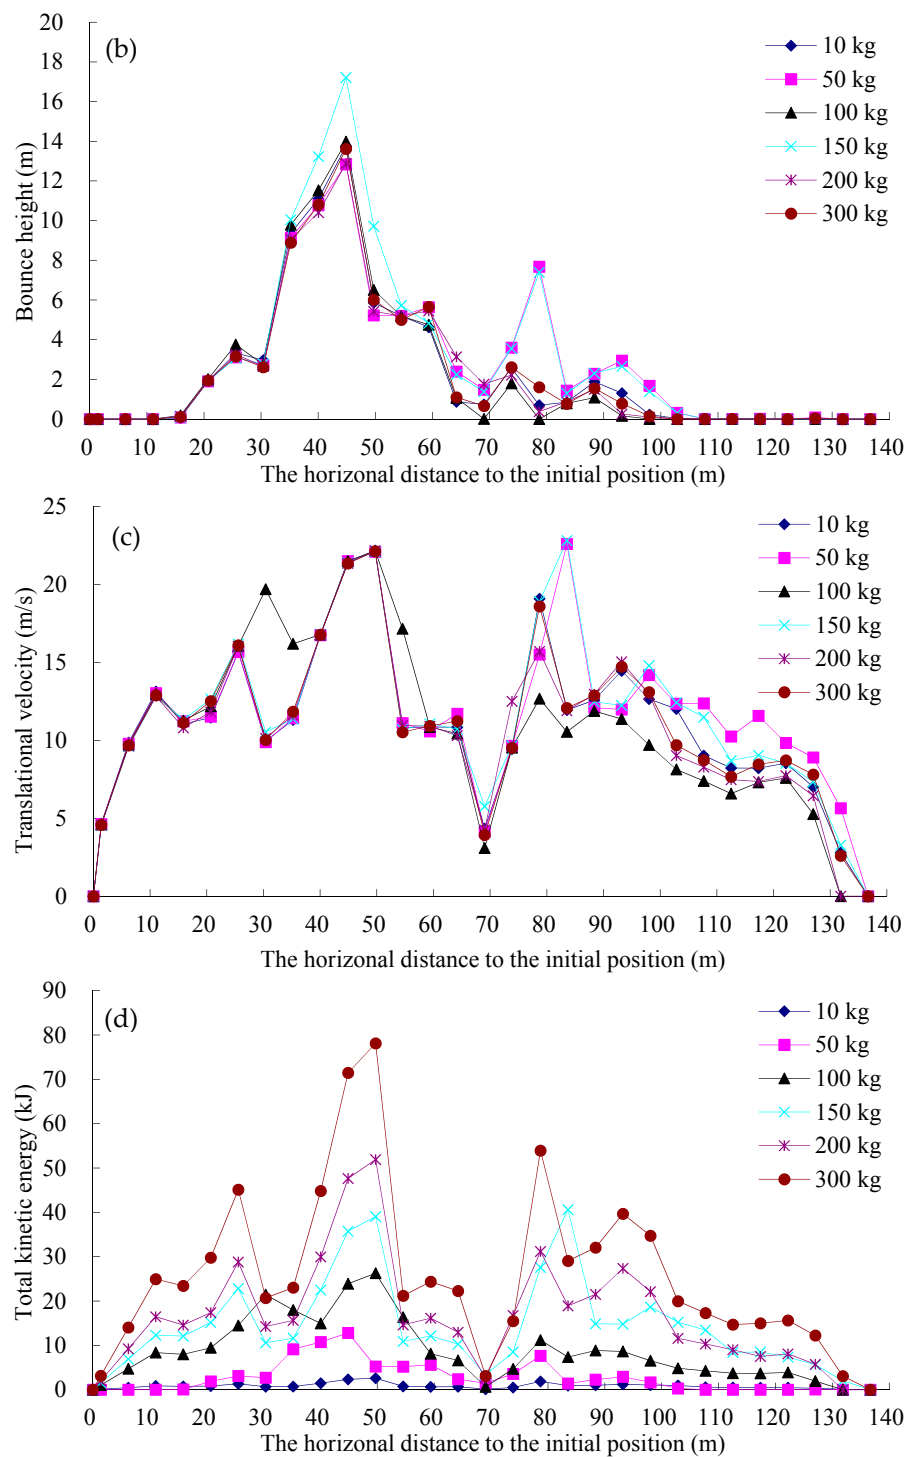 (b)
Bounce height (m)
20
18
16
14
12
10
8
6
4
2
0
0 10 20 30 40 50 60 70 80 90 100 110 120 130 140
The horizonal distance to the initial position (m)
10 kg
50 kg
100 kg
150 kg
200 kg
300 kg
(c)
Translational velocity (m/s)
25
20
15
10
5
0
0 10 20 30 40 50 60 70 80 90 100 110 120 130 140
The horizonal distance to the initial position (m)
10 kg
50 kg
100 kg
150 kg
200 kg
300 kg
(d)
Total kinetic energy (kJ)
90
80
70
60
50
40
30
20
10
0
0 10 20 30 40 50 60 70 80 90 100 110 120 130 140
The horizonal distance to the initial position (m)
10 kg
50 kg
100 kg
150 kg
200 kg
300 kg